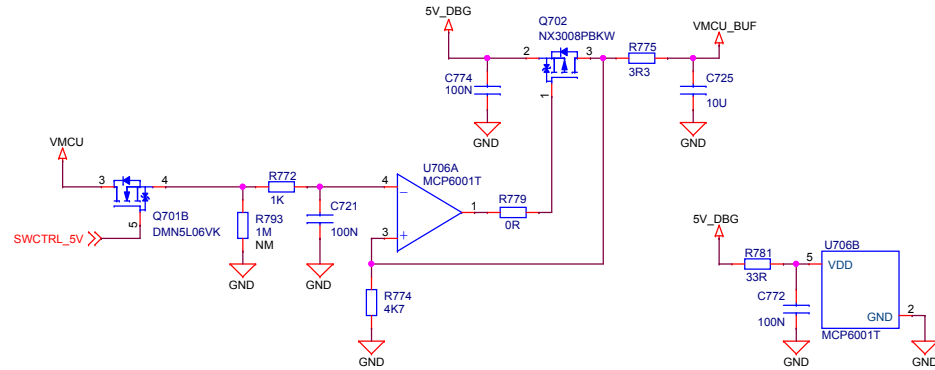 5V_DBG
Q702
NX3008PBKW
VMCU_BUF
2
3
R775
3R3
C774
100N
1
C725
10U
GND
GND
VMCU
3
4
R772
1K
4
U706A
MCP6001T
5
Q701B
DMN5L06VK
SWCTRL_5V
R793
1M
NM
C721
100N
−
+
3
1
R779
0R
GND
GND
R774
4K7
GND
5V_DBG
R781
33R
5
U706B
VDD
GND
2
C772
100N
MCP6001T
GND
GND